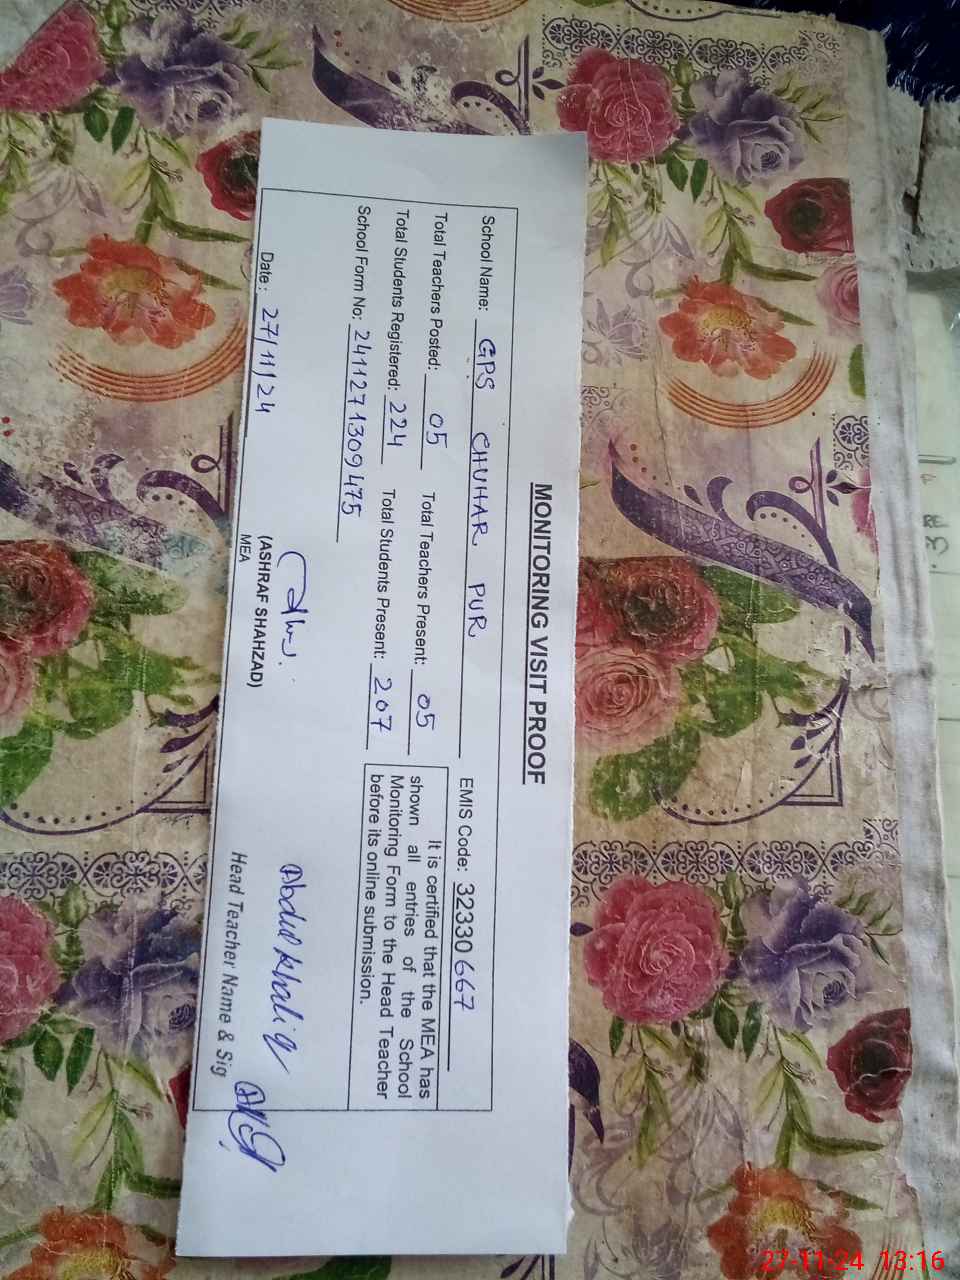 MONITORING VISIT PROOF
School Name: GPS CHUHAR PUR EMIS Code: 32330667
Total Teachers Posted: 05 Total Teachers Present: 05
Total Students Registered: 224 Total Students Present: 207
School Form No: 2411271309475
It is certified that the MEA has
shown all entries of the School
Monitoring Form to the Head Teacher
before its online submission.
Date: 27/11/24
(ASHRAF SHAHZAD)
MEA
Abdul Khaliq
Head Teacher Name & Sig
27-11-24 13:16